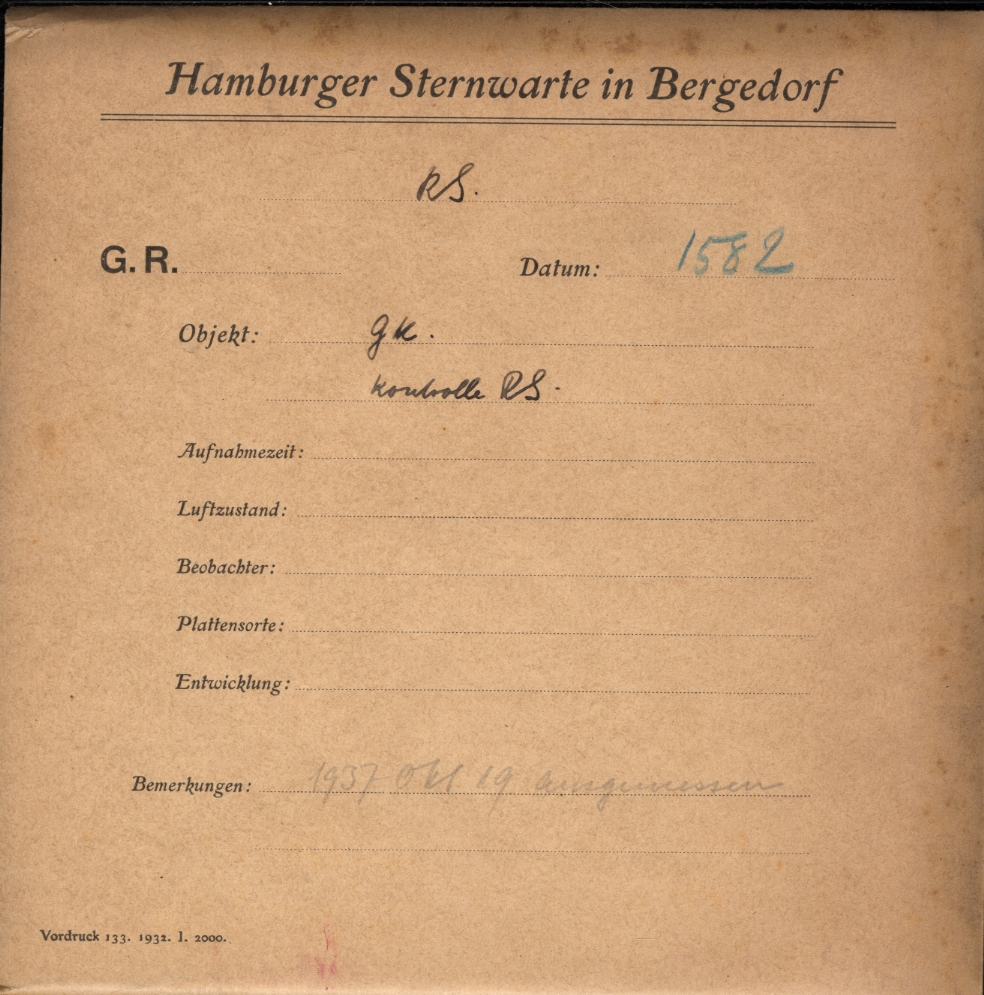 Hamburger Sternwarte in Bergedorf
RS.
G. R.
Datum: 1582
Objekt: gk.
Kontrolle RS.
Aufnahmezeit:
Luftzustand:
Beobachter:
Plattensorte:
Entwicklung:
Bemerkungen: 1937 Okt 19 ausgemessen
Vordruck 133. 1932. I. 2000.